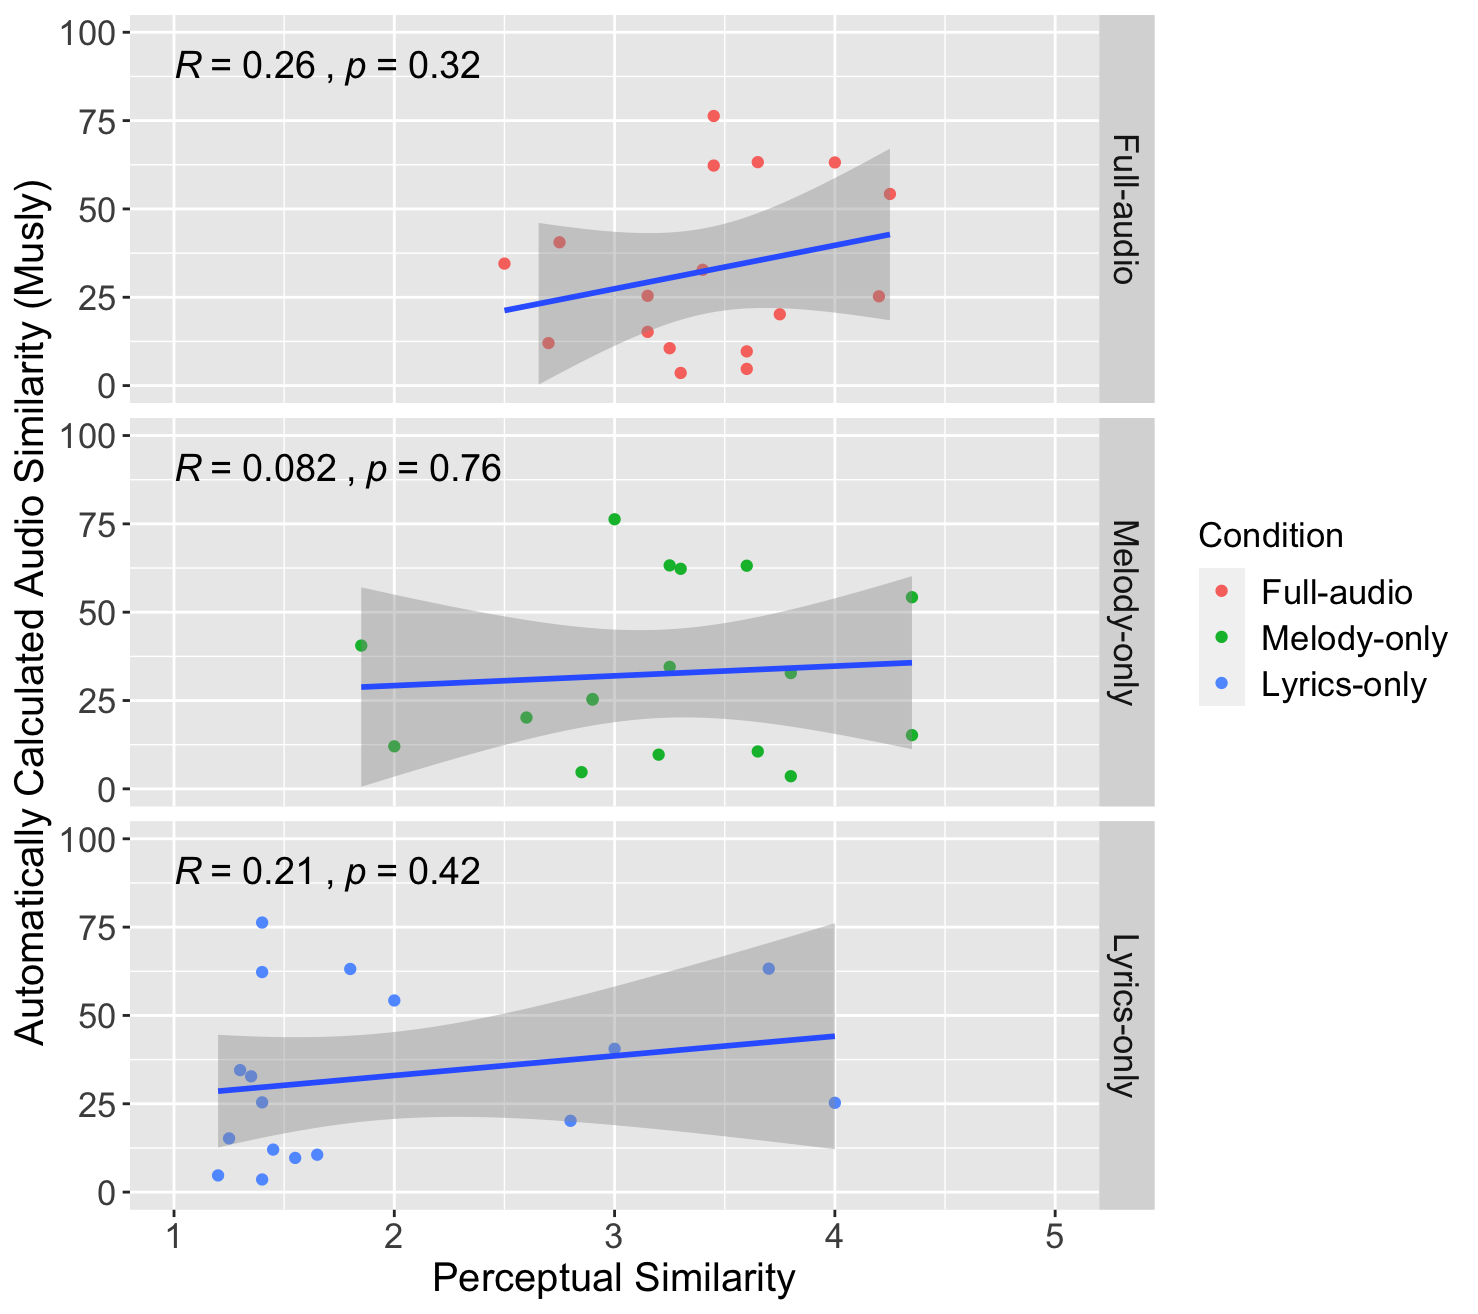 Automatically Calculated Audio Similarity (Musly)
100
75
50
25
0
R = 0.26 , p = 0.32
Full-audio
100
75
50
25
0
R = 0.082 , p = 0.76
Melody-only
100
75
50
25
0
R = 0.21 , p = 0.42
Lyrics-only
1 2 3 4 5
Perceptual Similarity
Condition
Full-audio
Melody-only
Lyrics-only